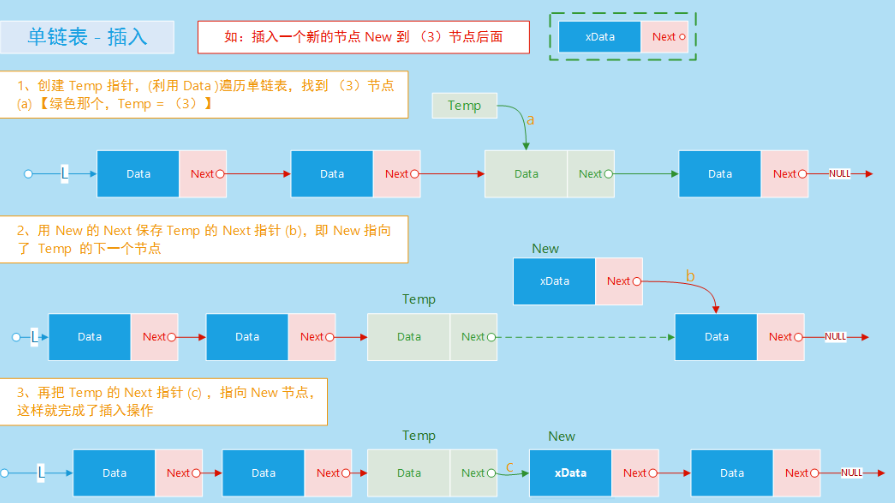 单链表 - 插入
如：插入一个新的节点 New 到 （3）节点后面
xData Next
1、创建 Temp 指针，(利用 Data )遍历单链表，找到 （3）节点
(a) 【绿色那个，Temp = （3）】
Temp
a
L Data Next Data Next Data Next Data Next NULL
2、用 New 的 Next 保存 Temp 的 Next 指针 (b)，即 New 指向
了 Temp 的下一个节点
New
xData Next b
Temp
L Data Next Data Next Data Next Data Next NULL
3、再把 Temp 的 Next 指针 (c) ，指向 New 节点，
这样就完成了插入操作
Temp New
L Data Next Data Next Data Next c xData Next Data Next NULL